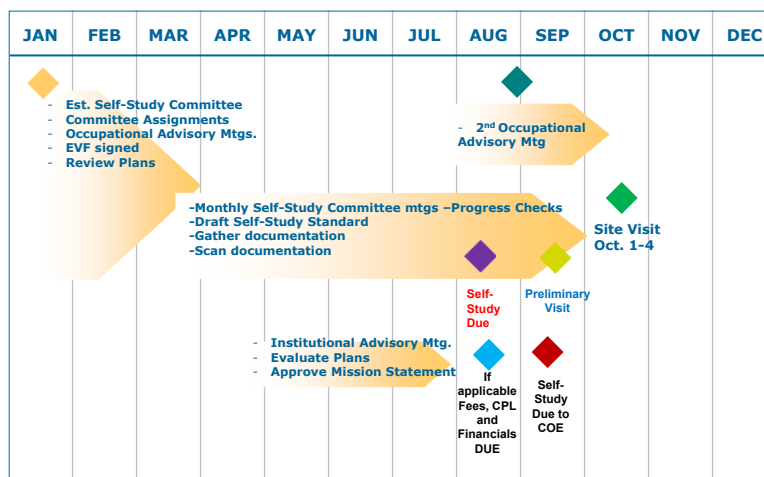 JAN FEB MAR APR MAY JUN JUL AUG SEP OCT NOV DEC
- Est. Self-Study Committee
- Committee Assignments
- Occupational Advisory Mtgs.
- EVF signed
- Review Plans
- 2nd Occupational
Advisory Mtg
-Monthly Self-Study Committee mtgs –Progress Checks
-Draft Self-Study Standard
-Gather documentation
-Scan documentation
Site Visit
Oct. 1-4
Self-
Study
Due
Preliminary
Visit
- Institutional Advisory Mtg.
- Evaluate Plans
- Approve Mission Statement
If
applicable
Fees, CPL
and
Financials
DUE
Self-
Study
Due to
COE